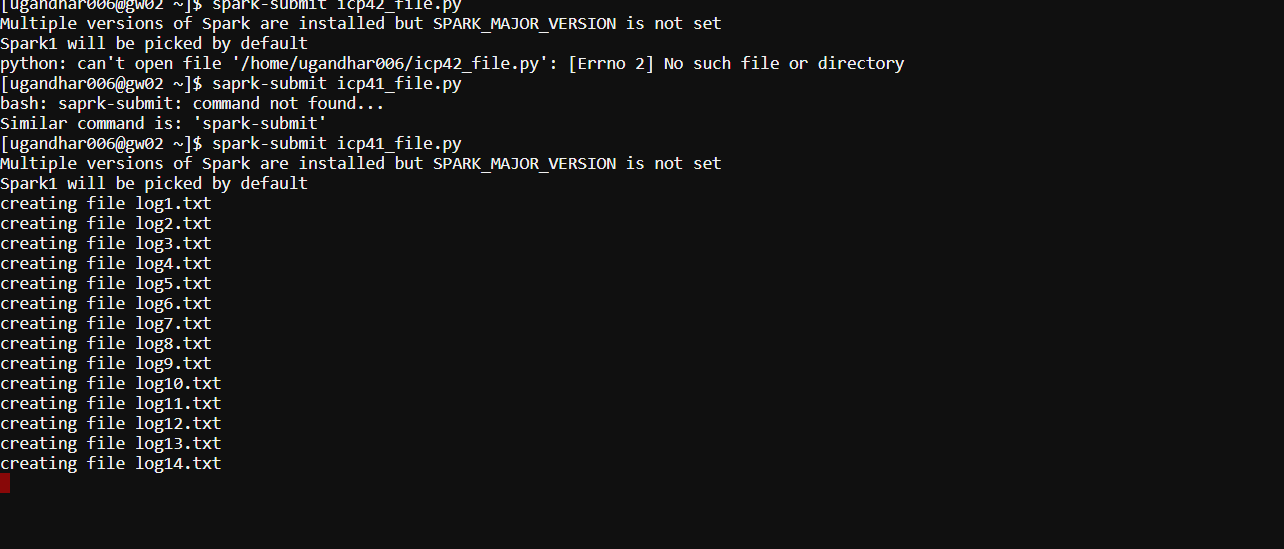 [ugandhar006@gw02 ~]$ spark-submit icp42_file.py
Multiple versions of Spark are installed but SPARK_MAJOR_VERSION is not set
Spark1 will be picked by default
python: can't open file '/home/ugandhar006/icp42_file.py': [Errno 2] No such file or directory
[ugandhar006@gw02 ~]$ saprk-submit icp41_file.py
bash: saprk-submit: command not found...
Similar command is: 'spark-submit'
[ugandhar006@gw02 ~]$ spark-submit icp41_file.py
Multiple versions of Spark are installed but SPARK_MAJOR_VERSION is not set
Spark1 will be picked by default
creating file log1.txt
creating file log2.txt
creating file log3.txt
creating file log4.txt
creating file log5.txt
creating file log6.txt
creating file log7.txt
creating file log8.txt
creating file log9.txt
creating file log10.txt
creating file log11.txt
creating file log12.txt
creating file log13.txt
creating file log14.txt